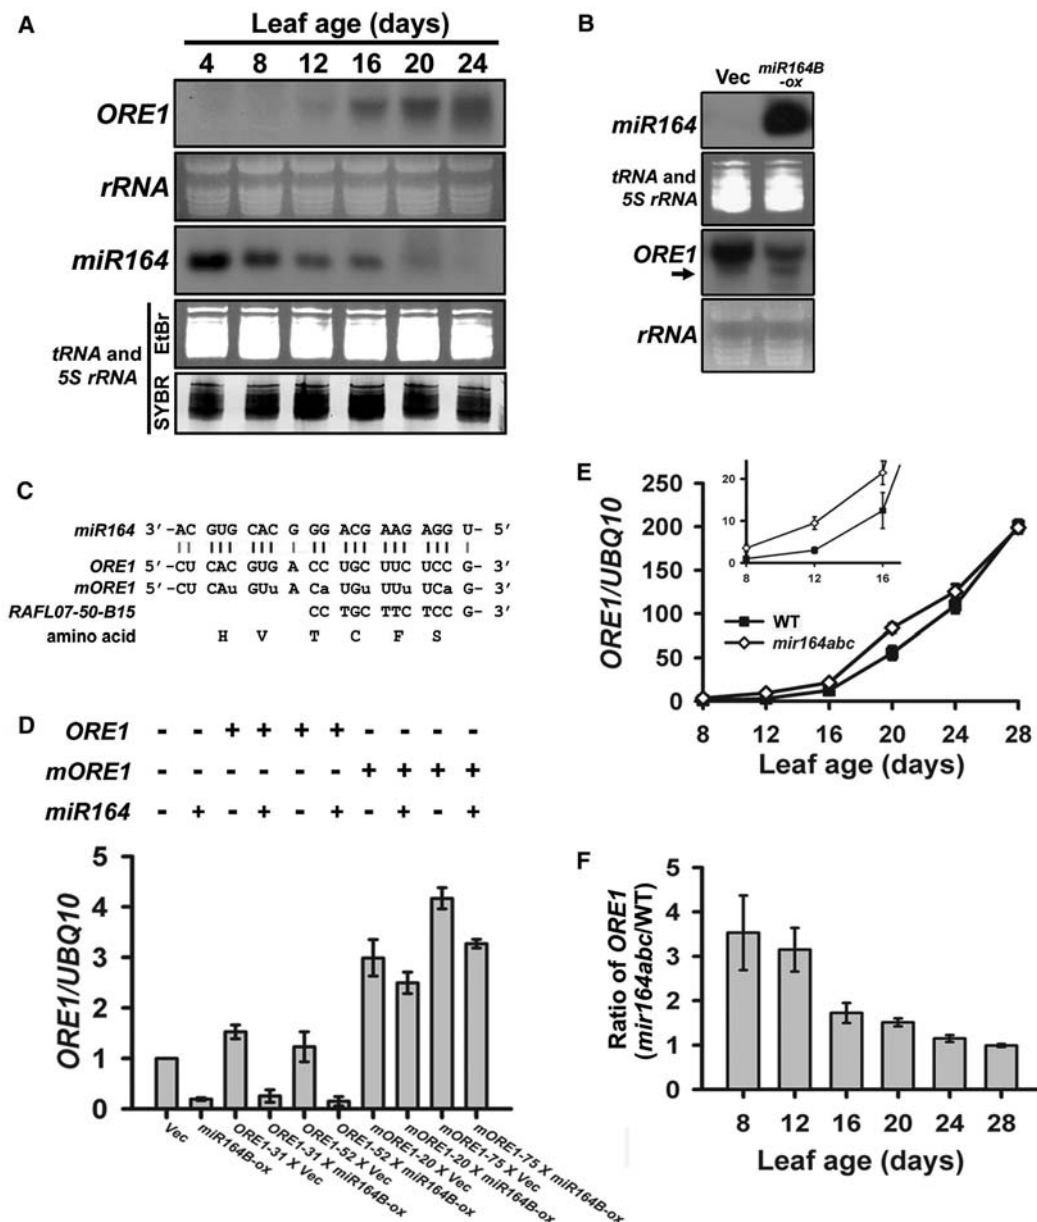 A
Leaf age (days)
4 8 12 16 20 24
ORE1
rRNA
miR164
tRNA and
5S rRNA
EtBr
SYBR
B
Vec miR164B
-ox
miR164
tRNA and
5S rRNA
ORE1
rRNA
C
miR164 3′ -AC GUG CAC G GG ACG AAG AGG U- 5′
ORE1 5′ -CU CAC GUG A CC UGC UUC UCC G- 3′
mORE1 5′ -CU CAu GUu A Ca UGu UUu UCa G- 3′
RAFL07-50-B15 CC TGC TTC TCC G- 3′
amino acid H V T C F S
D
ORE1 - - + + + + - - - -
mORE1 - - - - - - + + + +
miR164 - + - + - + - + - +
ORE1/UBQ10
5
4
3
2
1
0
Vec
miR164B-ox
ORE1-31 X Vec
ORE1-31 X miR164B-ox
ORE1-52 X Vec
ORE1-52 X miR164B-ox
mORE1-20 X Vec
mORE1-20 X miR164B-ox
mORE1-75 X Vec
mORE1-75 X miR164B-ox
E
ORE1/UBQ10
250
200
150
100
50
0
20
10
0
8 12 16
WT
mir164abc
8 12 16 20 24 28
Leaf age (days)
F
Ratio of ORE1
(mir164abc/WT)
5
4
3
2
1
0
8 12 16 20 24 28
Leaf age (days)